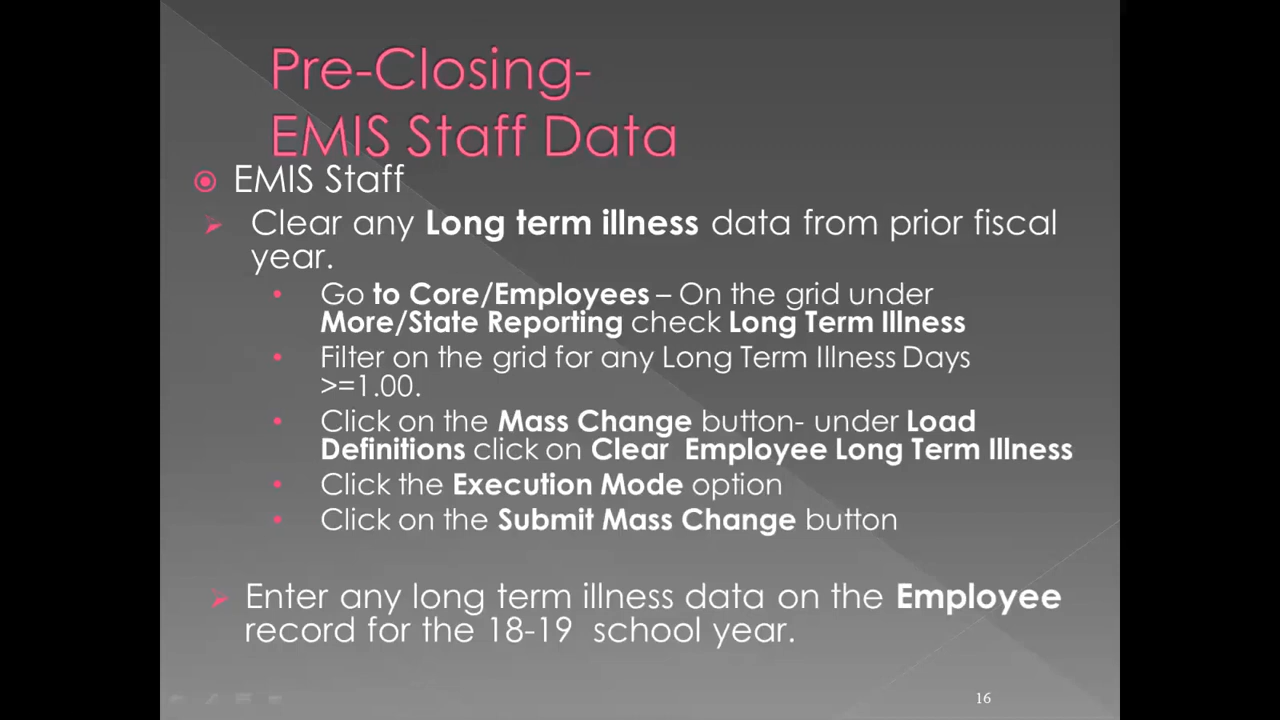 Pre-Closing-
EMIS Staff Data
EMIS Staff
Clear any Long term illness data from prior fiscal
year.
Go to Core/Employees – On the grid under
More/State Reporting check Long Term Illness
Filter on the grid for any Long Term Illness Days
>=1.00.
Click on the Mass Change button- under Load
Definitions click on Clear  Employee Long Term Illness
Click the Execution Mode option
Click on the Submit Mass Change button
Enter any long term illness data on the Employee
record for the 18-19  school year.
16